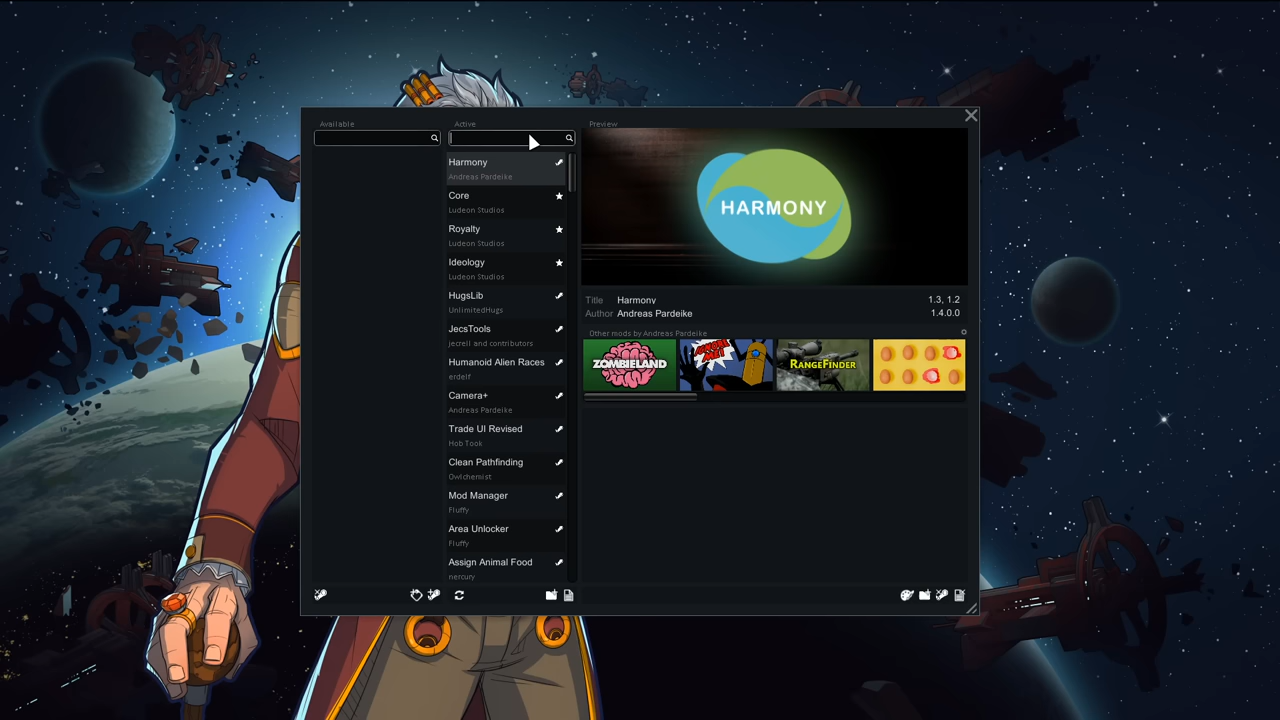 Available
Active
Preview
Harmony
Andreas Pardeike
Core
Ludeon Studios
Royalty
Ludeon Studios
Ideology
Ludeon Studios
HugsLib
UnlimitedHugs
JecsTools
jecrell and contributors
Humanoid Alien Races
erdelf
Camera+
Andreas Pardeike
Trade UI Revised
Hob Took
Clean Pathfinding
Owlchemist
Mod Manager
Fluffy
Area Unlocker
Fluffy
Assign Animal Food
nercury
HARMONY
Title Harmony 1.3, 1.2
Author Andreas Pardeike 1.4.0.0
Other mods by Andreas Pardeike
ZOMBIELAND
IGNORE ME!!
RANGEFINDER